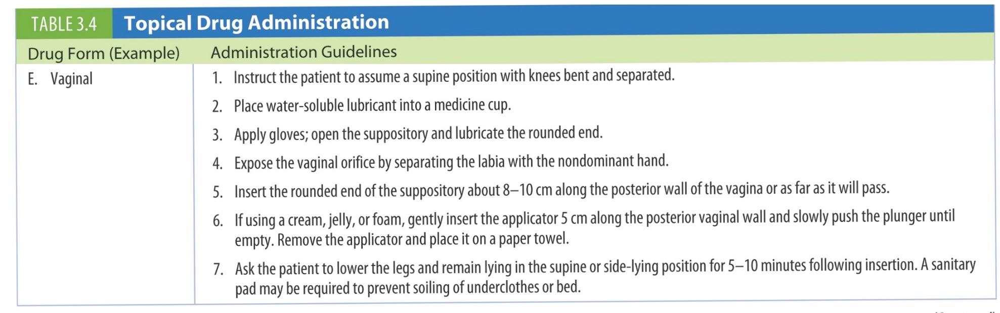 TABLE 3.4 Topical Drug Administration
Drug Form (Example) Administration Guidelines
E. Vaginal 1. Instruct the patient to assume a supine position with knees bent and separated.
2. Place water-soluble lubricant into a medicine cup.
3. Apply gloves; open the suppository and lubricate the rounded end.
4. Expose the vaginal orifice by separating the labia with the nondominant hand.
5. Insert the rounded end of the suppository about 8–10 cm along the posterior wall of the vagina or as far as it will pass.
6. If using a cream, jelly, or foam, gently insert the applicator 5 cm along the posterior vaginal wall and slowly push the plunger until
empty. Remove the applicator and place it on a paper towel.
7. Ask the patient to lower the legs and remain lying in the supine or side-lying position for 5–10 minutes following insertion. A sanitary
pad may be required to prevent soiling of underclothes or bed.